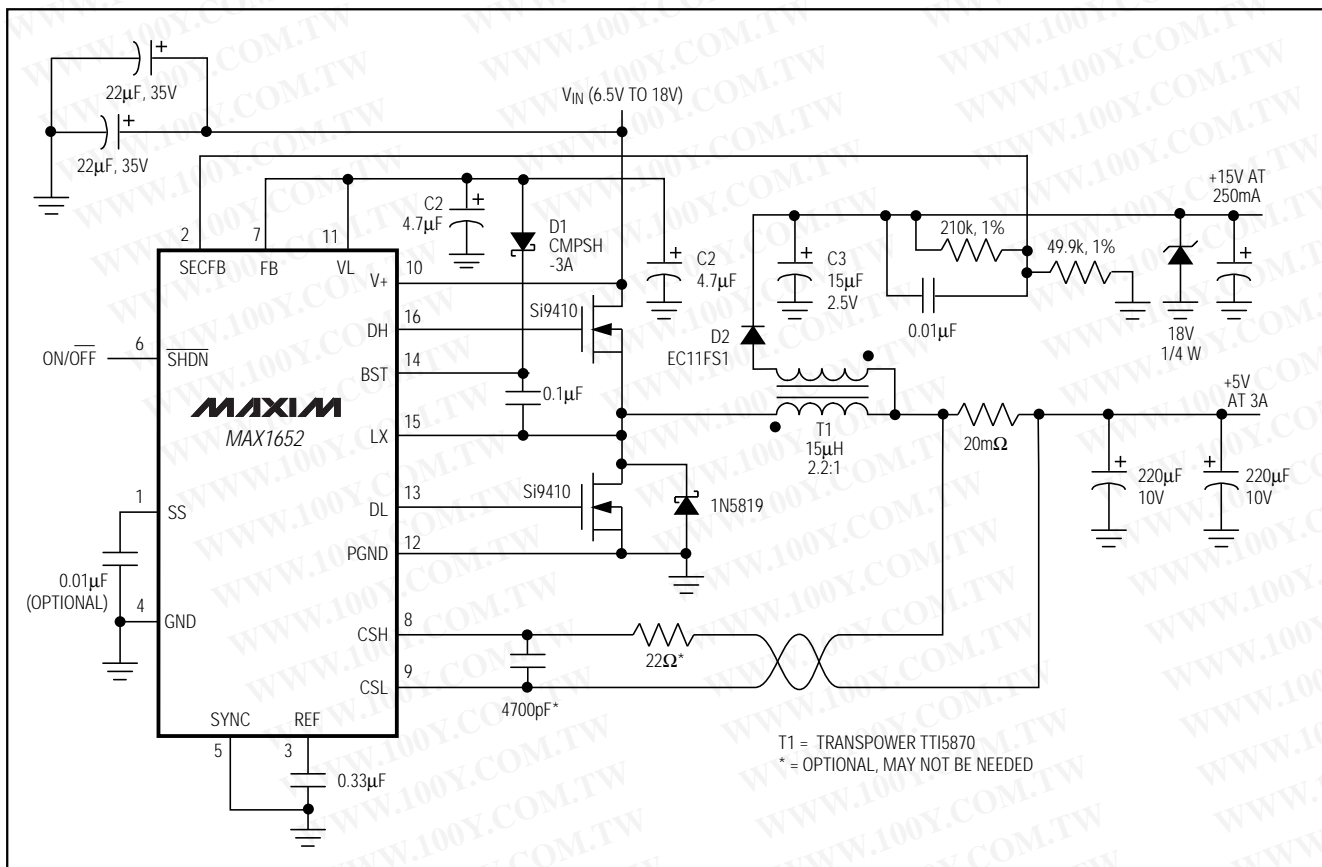 22µF, 35V
22µF, 35V
VIN (6.5V TO 18V)
+15V AT
250mA
C2
4.7µF
D1
CMPSH
-3A
2
7
11
SECFB
FB
VL
V+
10
C2
4.7µF
C3
15µF
2.5V
210k, 1%
49.9k, 1%
0.01µF
18V
1/4 W
DH
16
Si9410
D2
EC11FS1
ON/OFF
6
SHDN
BST
14
0.1µF
MAXIM
MAX1652
LX
15
T1
15µH
2.2:1
20mΩ
+5V
AT 3A
220µF
10V
220µF
10V
1
SS
DL
13
Si9410
1N5819
PGND
12
0.01µF
(OPTIONAL)
4
GND
CSH
8
22Ω*
CSL
9
4700pF*
SYNC
REF
5
3
0.33µF
T1 = TRANSPOWER TTI5870
* = OPTIONAL, MAY NOT BE NEEDED
WWW.100Y.COM.TW